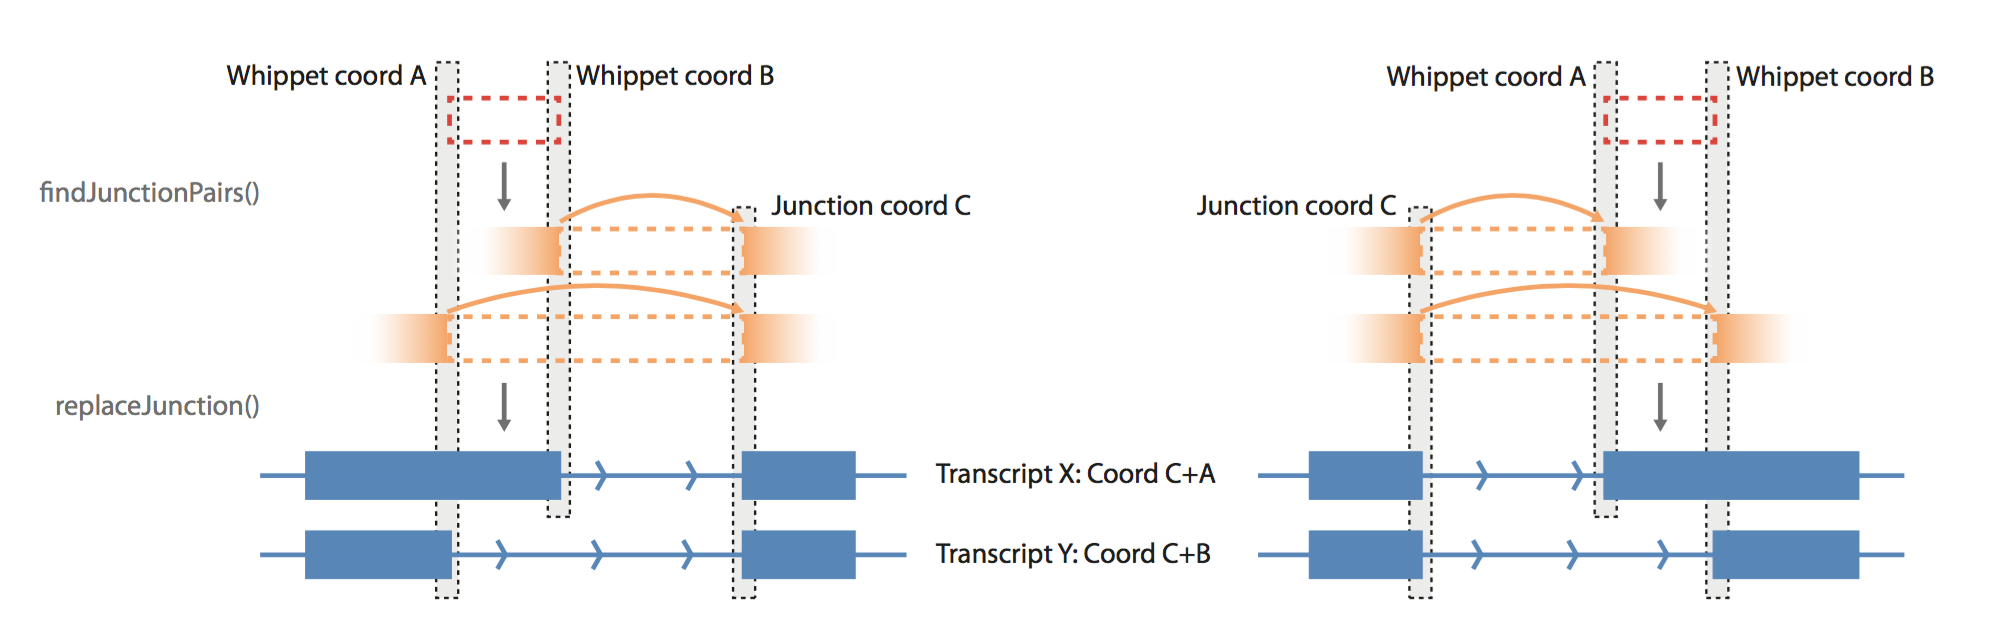 Whippet coord A
Whippet coord B
Whippet coord A
Whippet coord B
findJunctionPairs()
Junction coord C
Junction coord C
replaceJunction()
Transcript X: Coord C+A
Transcript Y: Coord C+B